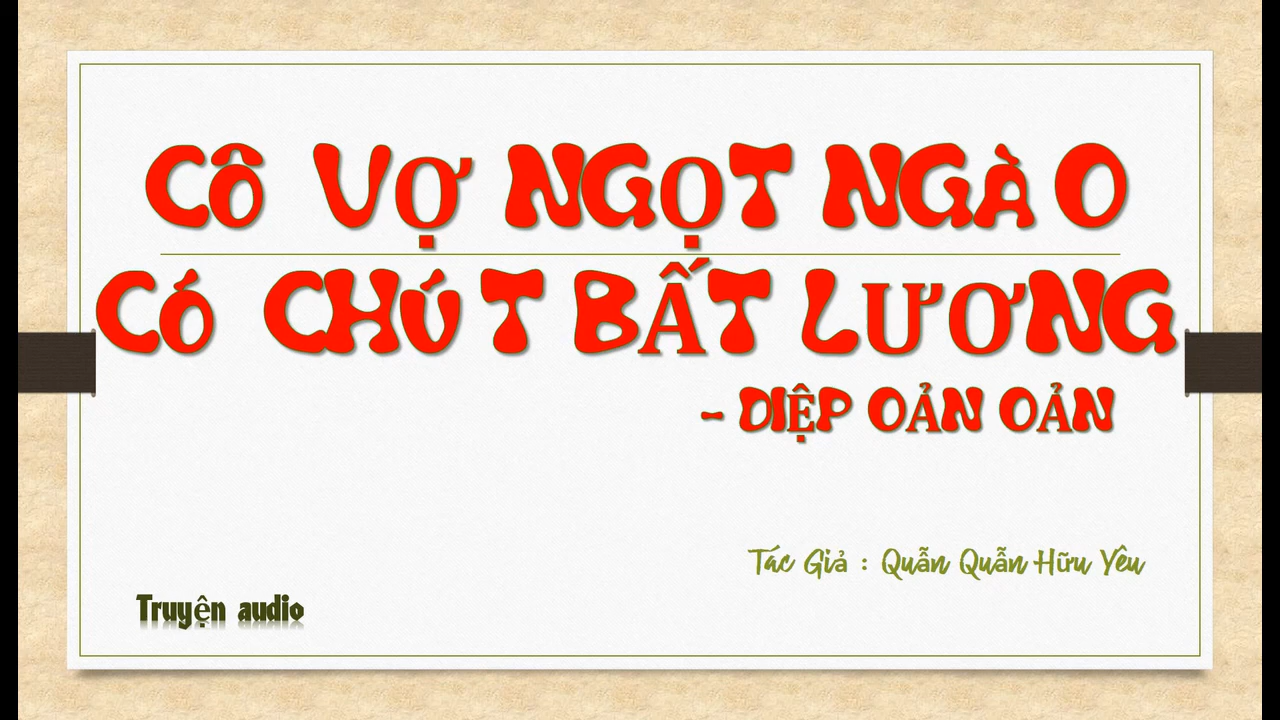 CÔ VỢ NGỌT NGÀO
CÓ CHÚT BẤT LƯƠNG
- DIỆP OẢN OẢN
Tác Giả : Quẫn Quẫn Hữu Yêu
Truyện audio